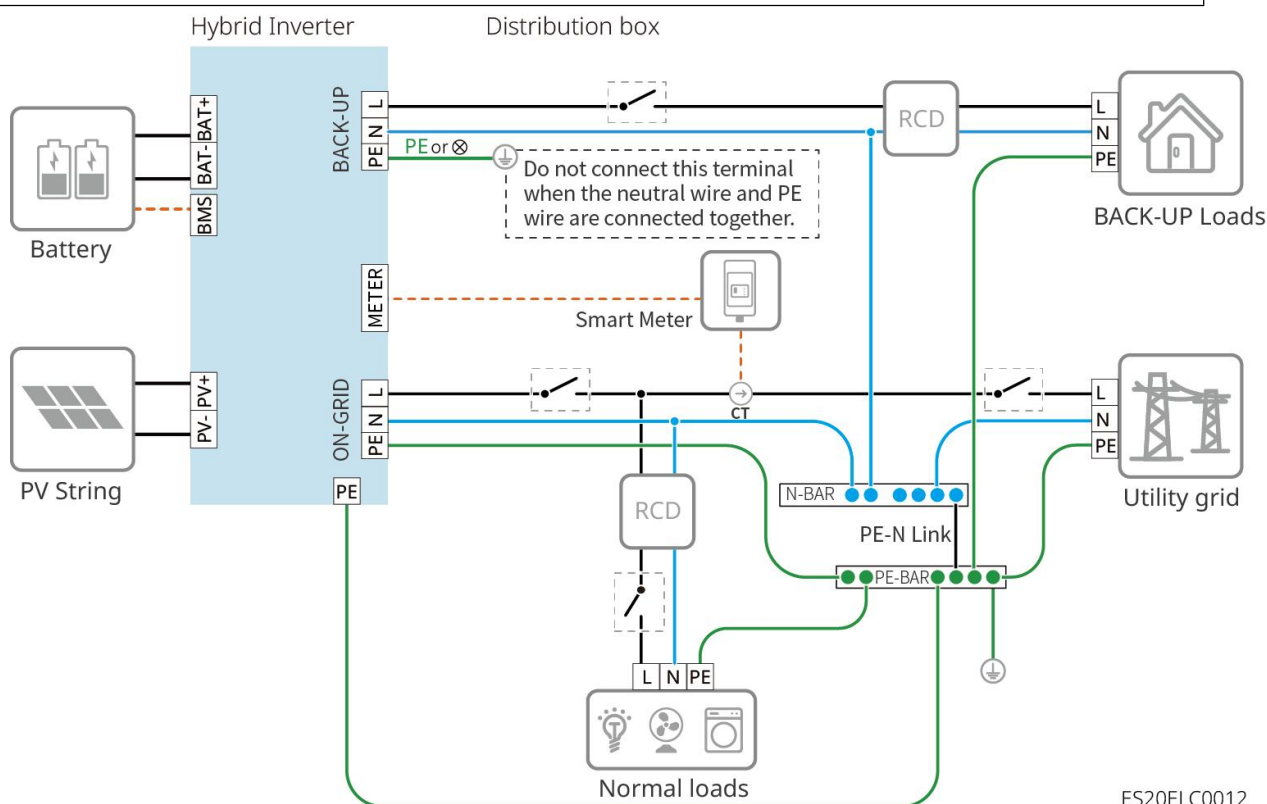 Hybrid Inverter
Distribution box
BAT+
BAT-
BMS
Battery
BACK-UP
L
N
PE
PE or ⊗
Do not connect this terminal
when the neutral wire and PE
wire are connected together.
RCD
L
N
PE
BACK-UP Loads
METER
Smart Meter
PV+
PV-
PV String
ON-GRID
L
N
PE
CT
L
N
PE
Utility grid
PE
RCD
N-BAR
PE-N Link
PE-BAR
L
N
PE
Normal loads
ES20ELC0012